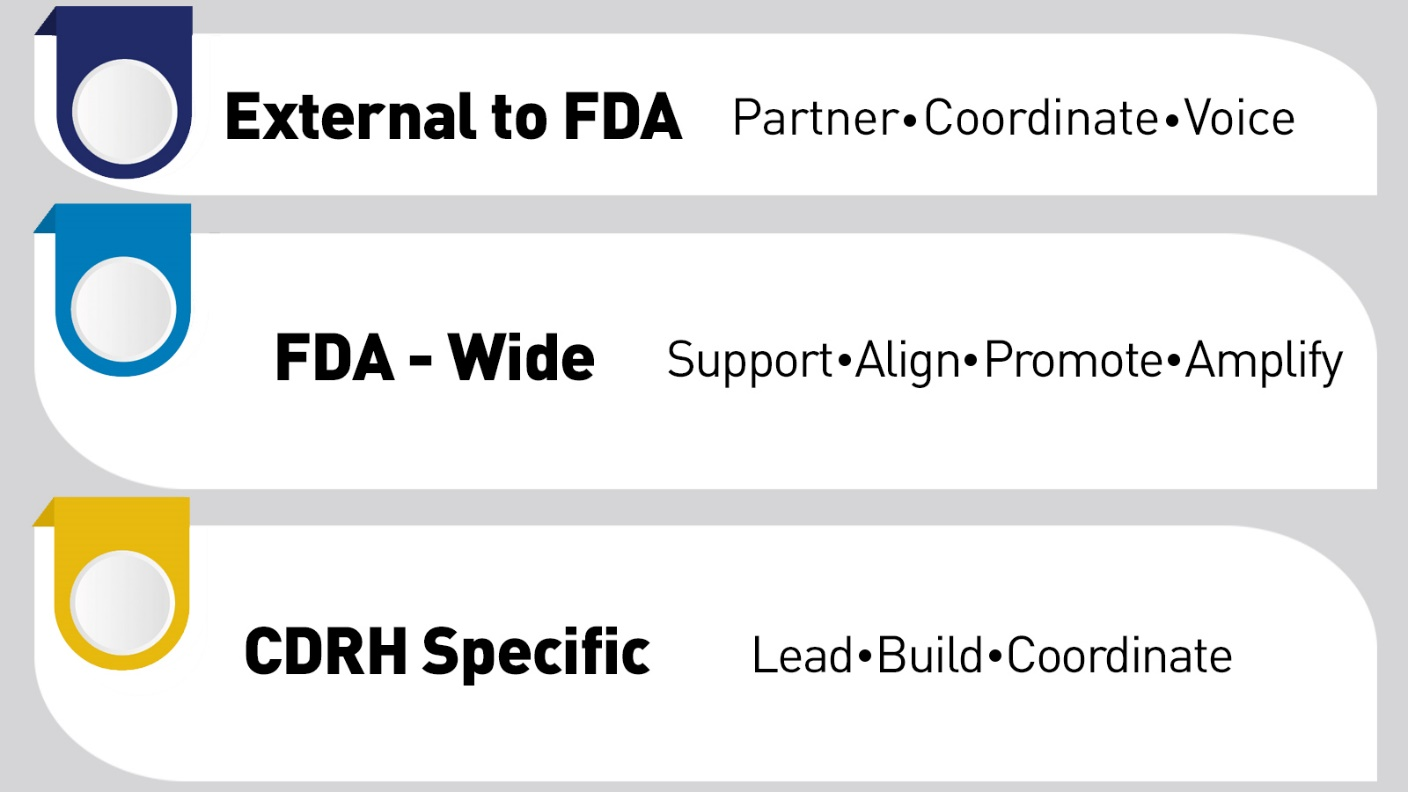 External to FDA Partner•Coordinate•Voice
FDA - Wide Support•Align•Promote•Amplify
CDRH Specific Lead•Build•Coordinate